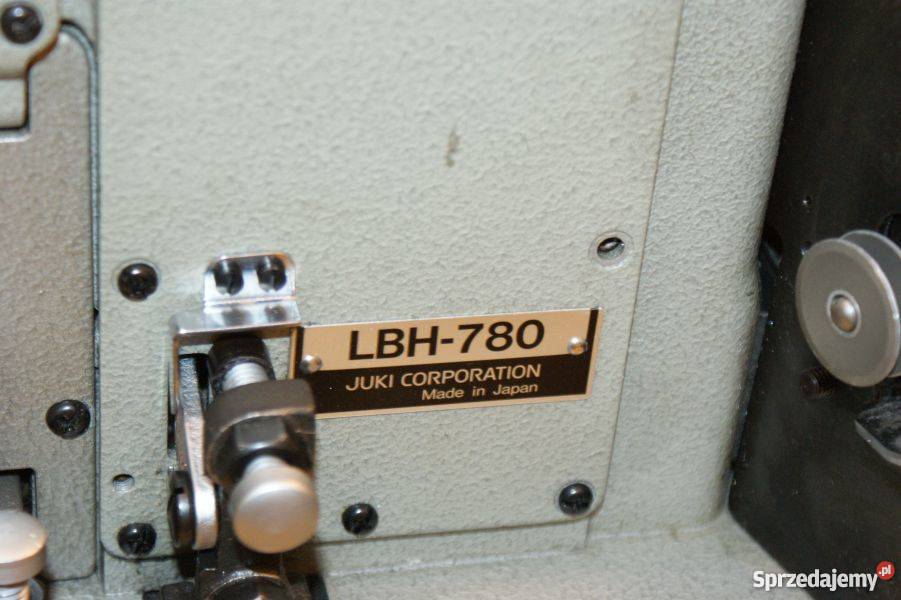 LBH-780
JUKI CORPORATION
Made in Japan
Sprzedajemy.pl